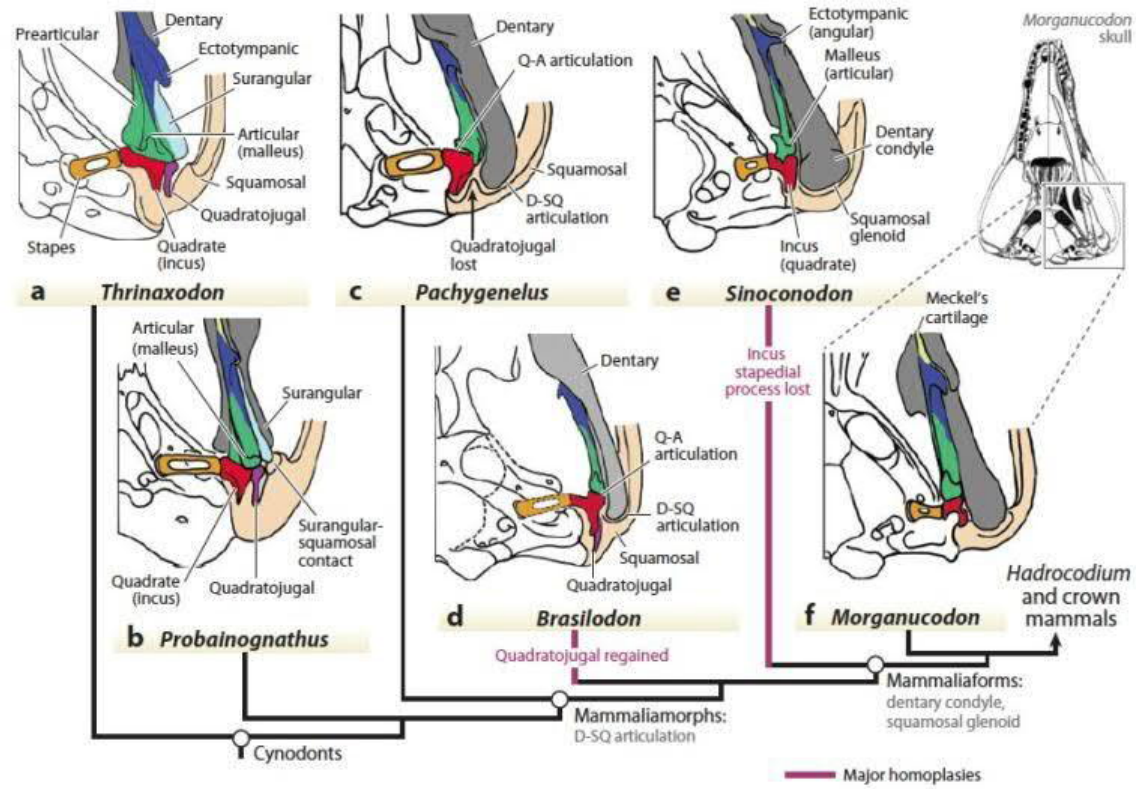 Prearticular
Dentary
Ectotympanic
Surangular
Articular
(malleus)
Squamosal
Quadratojugal
Stapes
Quadrate
(incus)
a Thrinaxodon
Dentary
Q-A articulation
Squamosal
D-SQ
articulation
Quadratojugal
lost
c Pachygenelus
Ectotympanic
(angular)
Malleus
(articular)
Dentary
condyle
Squamosal
glenoid
Incus
(quadrate)
e Sinoconodon
Morganucodon
skull
Articular
(malleus)
Surangular
Surangular-
squamosal
contact
Quadratojugal
Quadrate
(incus)
b Probainognathus
Dentary
Q-A
articulation
D-SQ
articulation
Squamosal
Quadratojugal
d Brasilodon
Quadratojugal regained
Incus
stapedial
process lost
Meckel's
cartilage
f Morganucodon
Hadrocodium
and crown
mammals
Mammaliaforms:
dentary condyle,
squamosal glenoid
Mammaliamorphs:
D-SQ articulation
Cynodonts
Major homoplasies